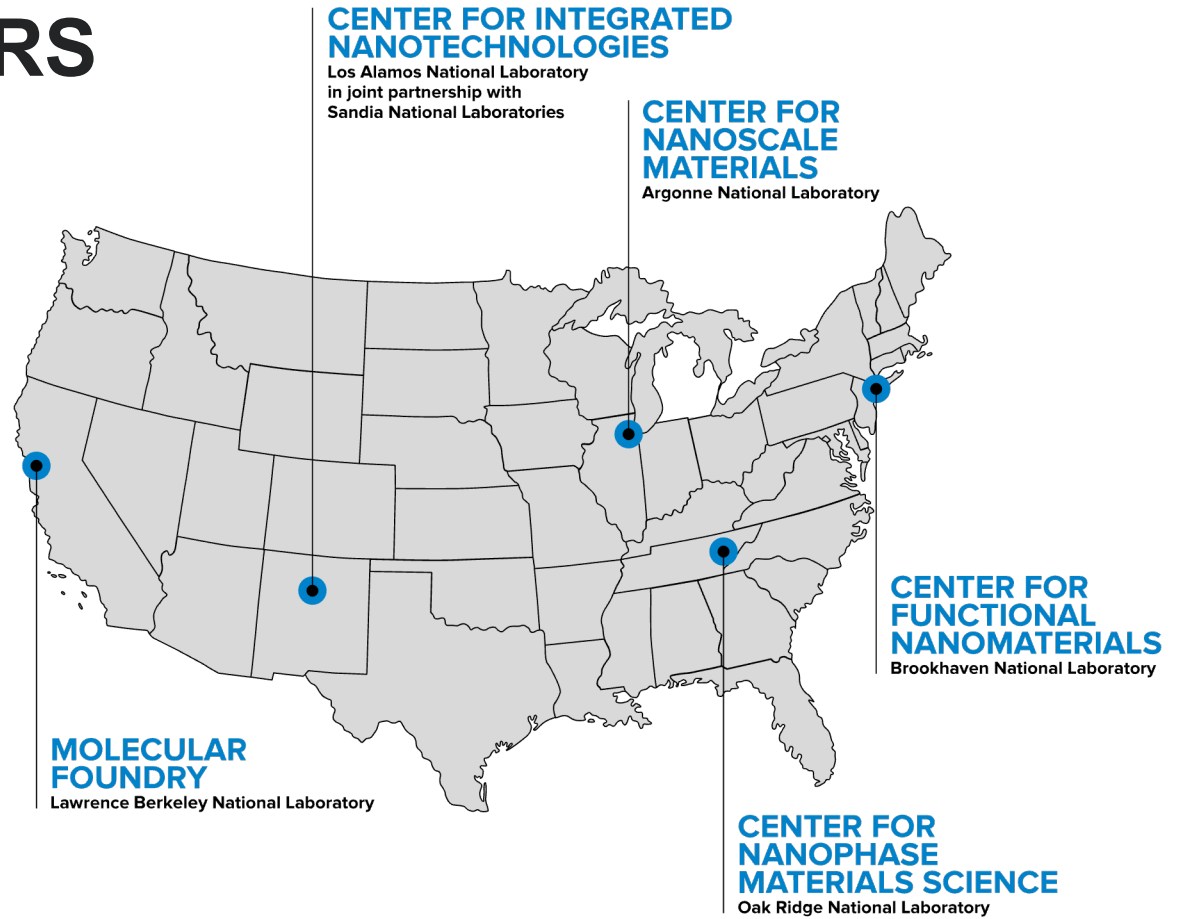 RS
CENTER FOR INTEGRATED
NANOTECHNOLOGIES
Los Alamos National Laboratory
in joint partnership with
Sandia National Laboratories
CENTER FOR
NANOSCALE
MATERIALS
Argonne National Laboratory
CENTER FOR
FUNCTIONAL
NANOMATERIALS
Brookhaven National Laboratory
MOLECULAR
FOUNDRY
Lawrence Berkeley National Laboratory
CENTER FOR
NANOPHASE
MATERIALS SCIENCE
Oak Ridge National Laboratory